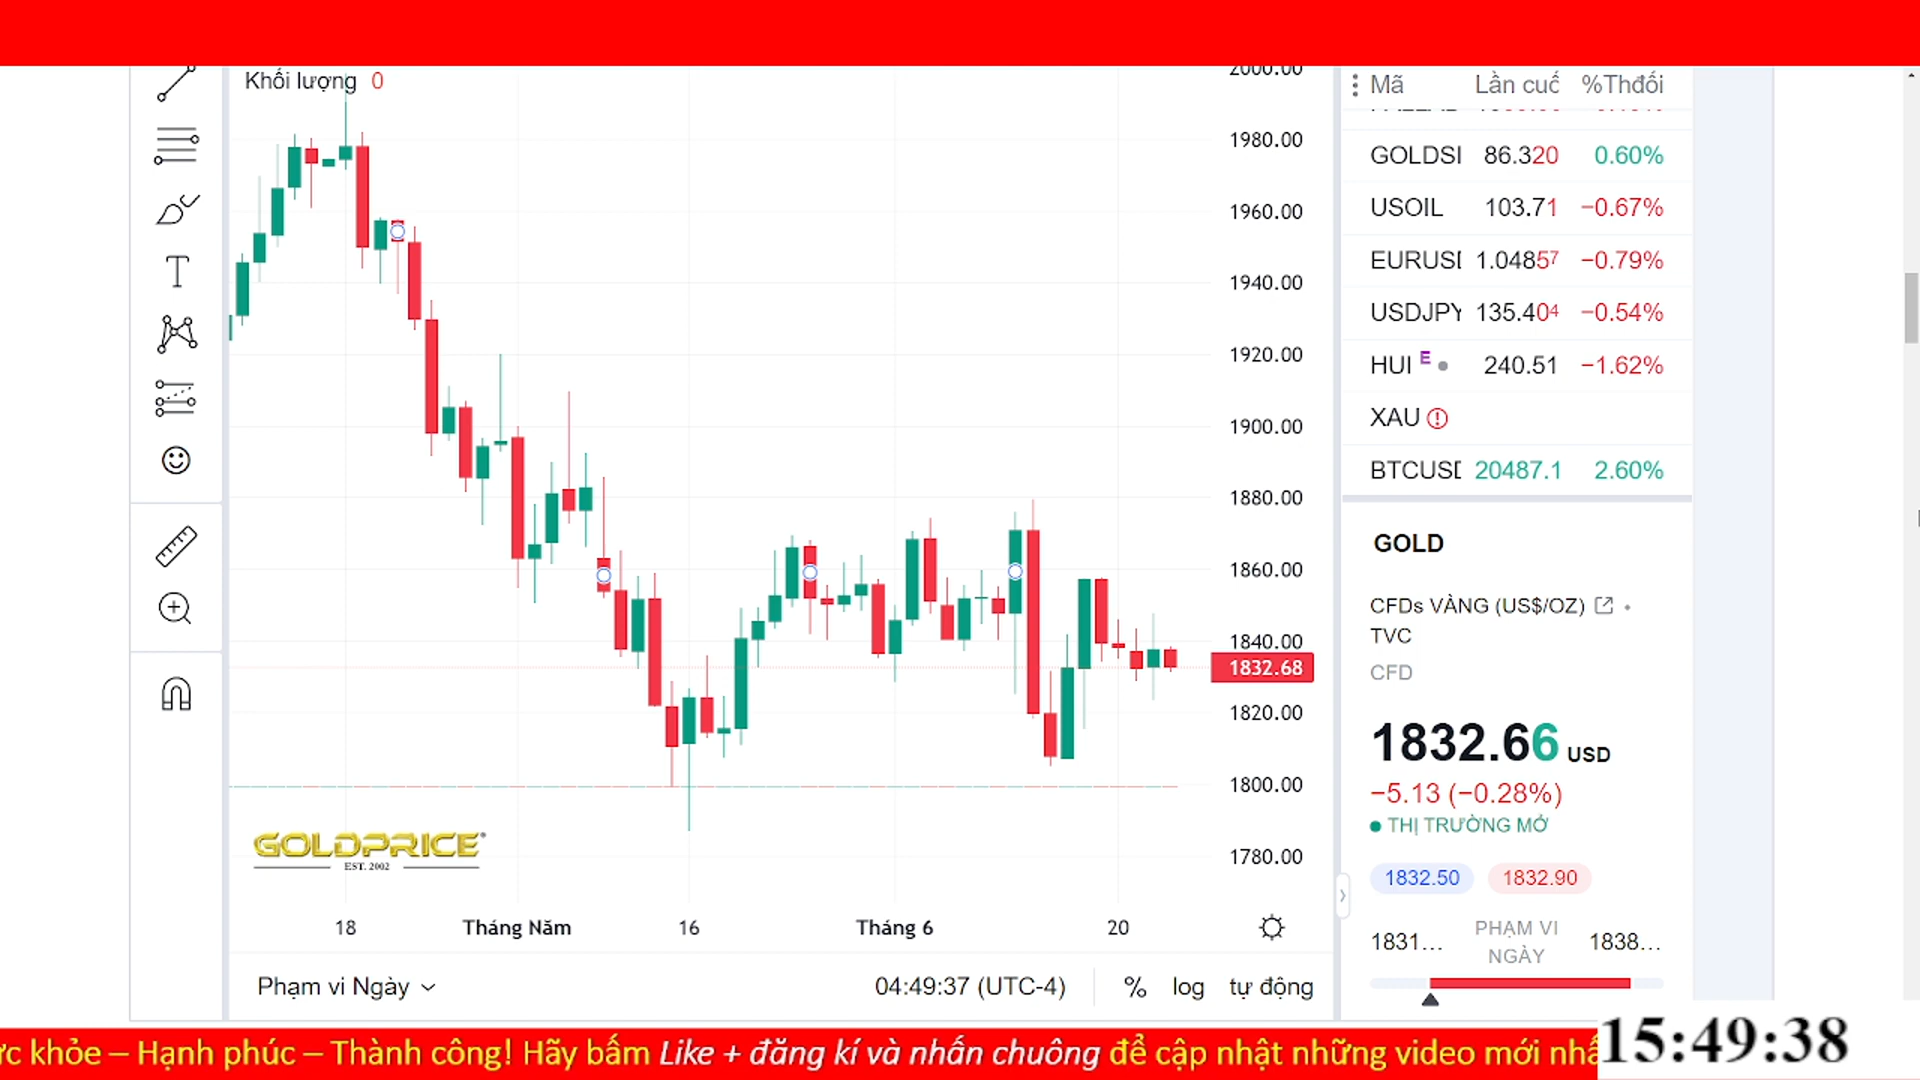 Khối lượng 0
2000.00
1980.00
1960.00
1940.00
1920.00
1900.00
1880.00
1860.00
1840.00
1832.68
1820.00
1800.00
1780.00
GOLDPRICE
EST. 2002
18 Tháng Năm 16 Tháng 6 20
Phạm vi Ngày 04:49:37 (UTC-4) % log tự động
Mã Lần cuố %Thđổi
GOLDSI 86.320 0.60%
USOIL 103.71 −0.67%
EURUSD 1.04857 −0.79%
USDJPY 135.404 −0.54%
HUI E 240.51 −1.62%
XAU
BTCUSD 20487.1 2.60%
GOLD
CFDs VÀNG (US$/OZ)
TVC
CFD
1832.66 USD
−5.13 (−0.28%)
THỊ TRƯỜNG MỞ
1832.50 1832.90
1831... PHẠM VI NGÀY 1838...
ức khỏe – Hạnh phúc – Thành công! Hãy bấm Like + đăng kí và nhấn chuông để cập nhật những video mới nhấ
15:49:38